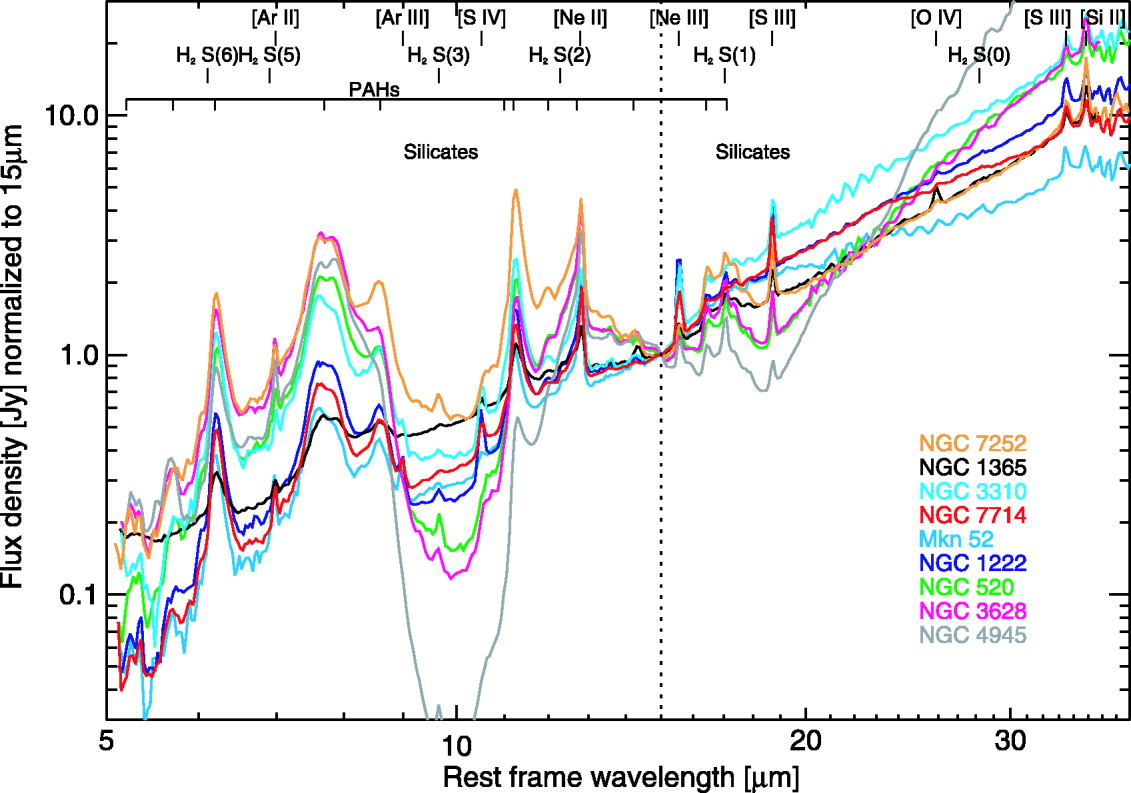 [Ar II] [Ar III] [S IV] [Ne II] [Ne III] [S III] [O IV] [S III] [Si II]
H₂ S(6) H₂ S(5) H₂ S(3) H₂ S(2) H₂ S(1) H₂ S(0)
PAHs
Silicates Silicates
10.0
1.0
0.1
Flux density [Jy] normalized to 15μm
NGC 7252
NGC 1365
NGC 3310
NGC 7714
Mkn 52
NGC 1222
NGC 520
NGC 3628
NGC 4945
5 10 20 30
Rest frame wavelength [μm]